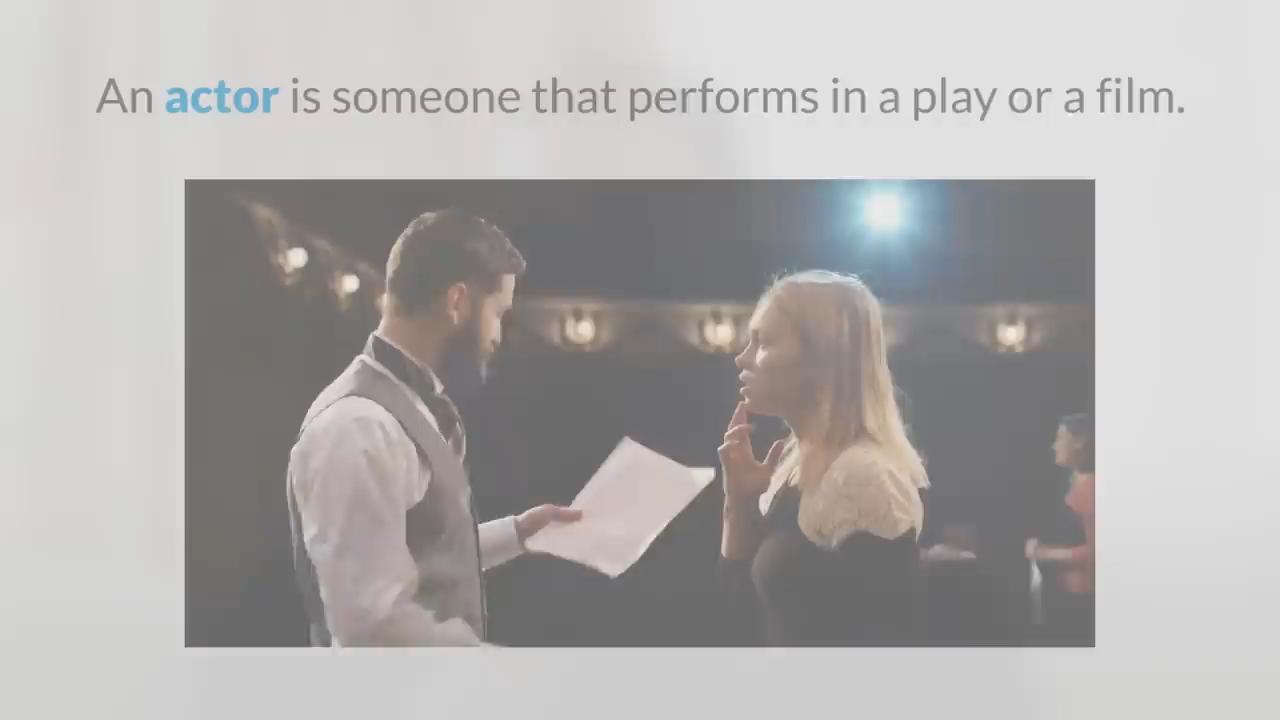 An actor is someone that performs in a play or a film.